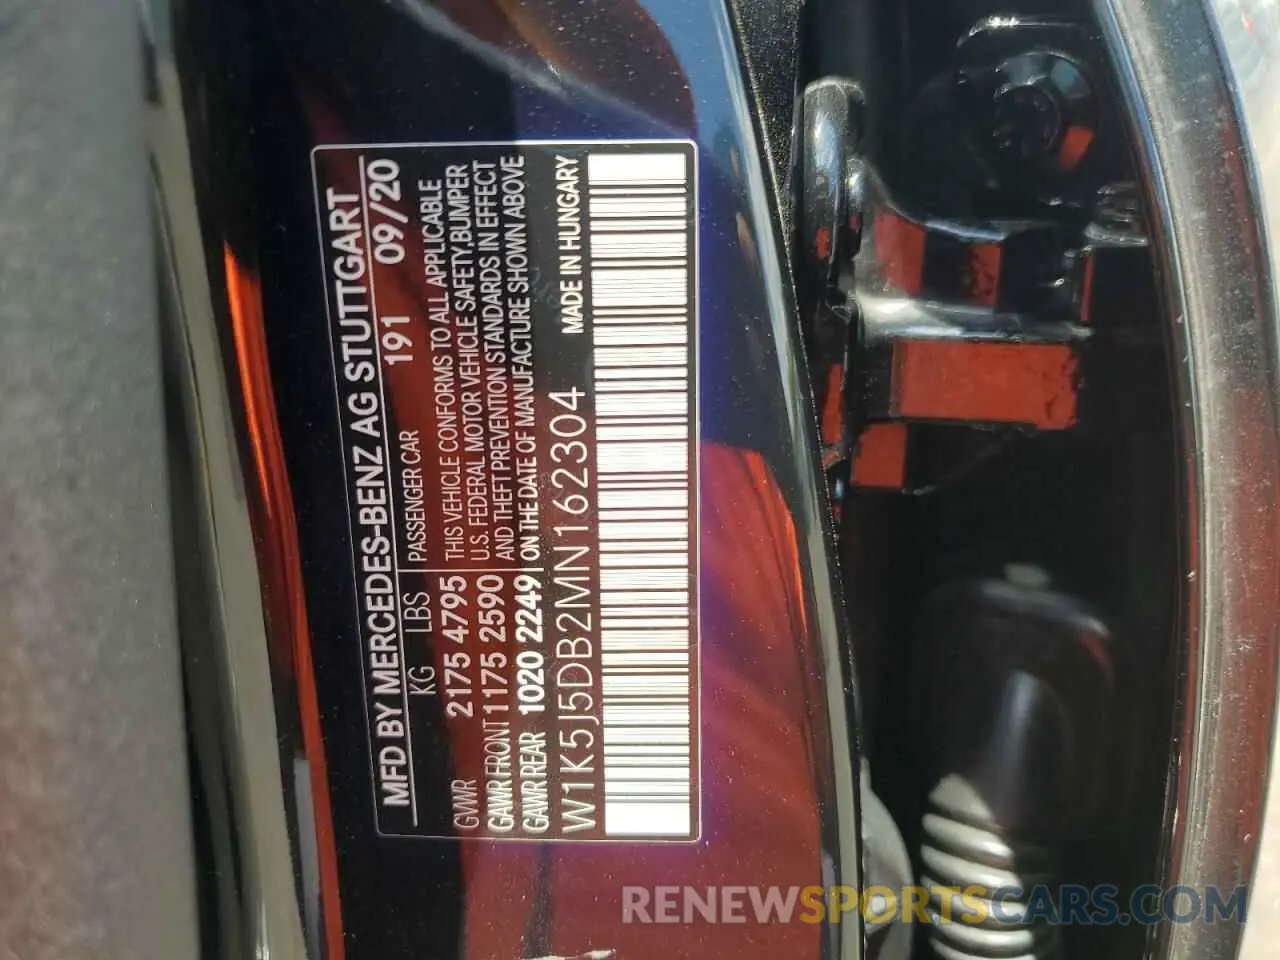 MFD BY MERCEDES-BENZ AG STUTTGART
KG LBS PASSENGER CAR 191 09/20
GVWR 2175 4795 THIS VEHICLE CONFORMS TO ALL APPLICABLE
GAWR FRONT 1175 2590 U.S. FEDERAL MOTOR VEHICLE SAFETY,BUMPER
GAWR REAR 1020 2249 AND THEFT PREVENTION STANDARDS IN EFFECT
ON THE DATE OF MANUFACTURE SHOWN ABOVE
W1K5J5DB2MN162304 MADE IN HUNGARY
RENEWSPORTSCARS.COM